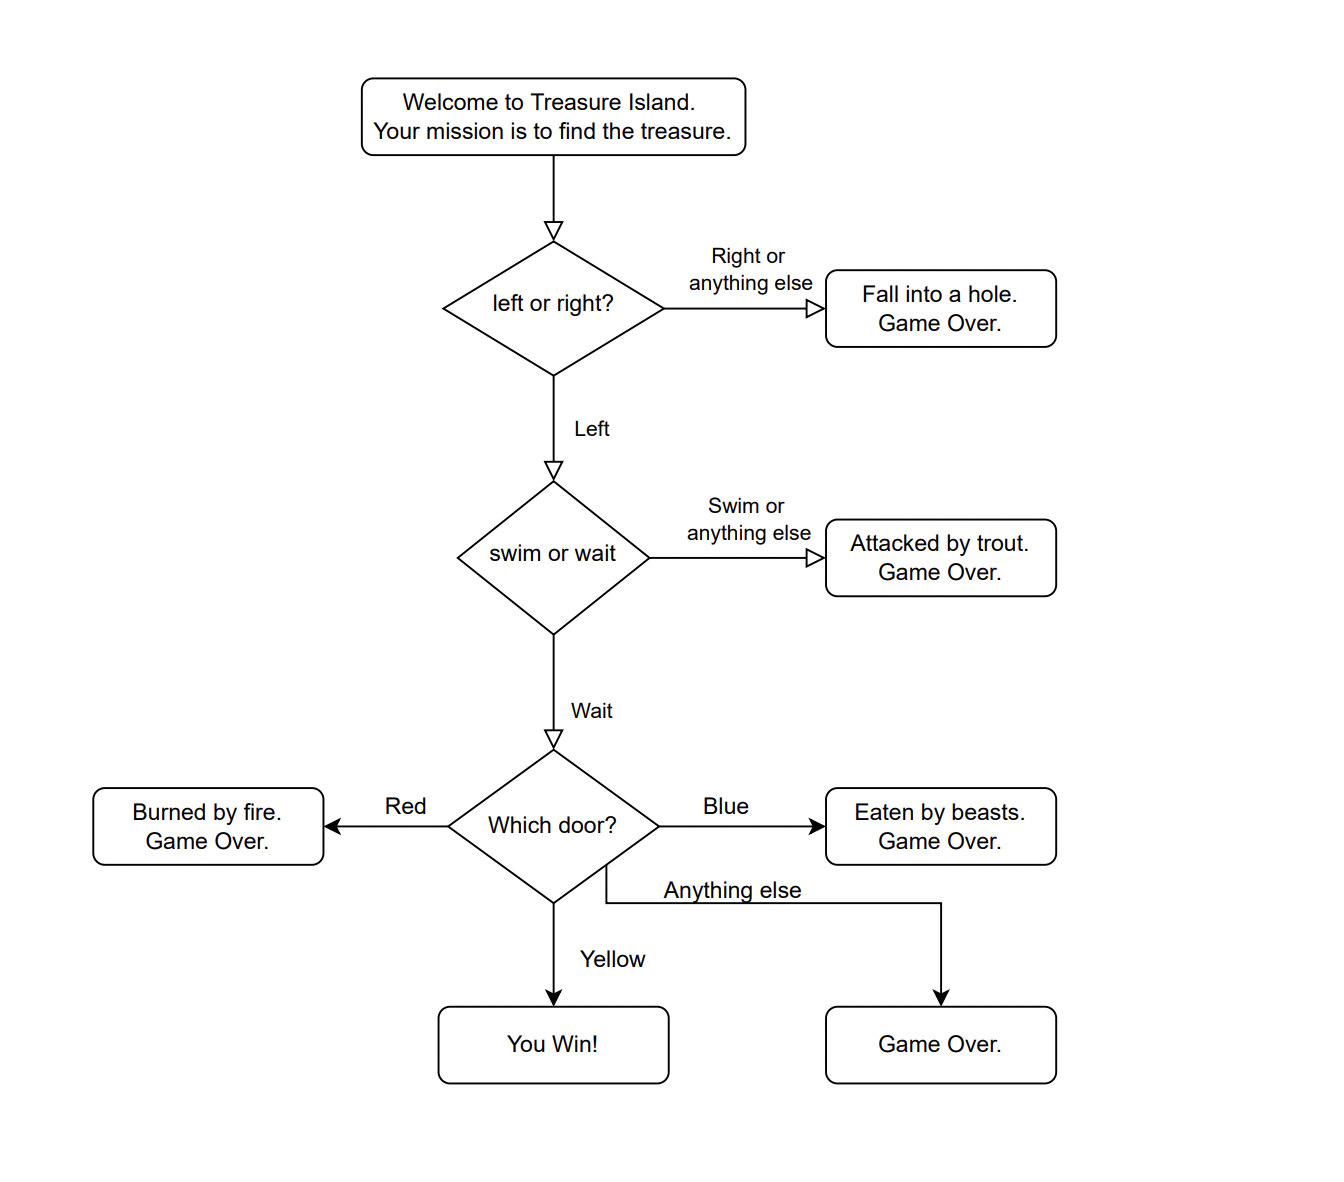 Welcome to Treasure Island.
Your mission is to find the treasure.
left or right?
Right or
anything else
Fall into a hole.
Game Over.
Left
swim or wait
Swim or
anything else
Attacked by trout.
Game Over.
Wait
Which door?
Red
Burned by fire.
Game Over.
Blue
Eaten by beasts.
Game Over.
Anything else
Yellow
You Win!
Game Over.